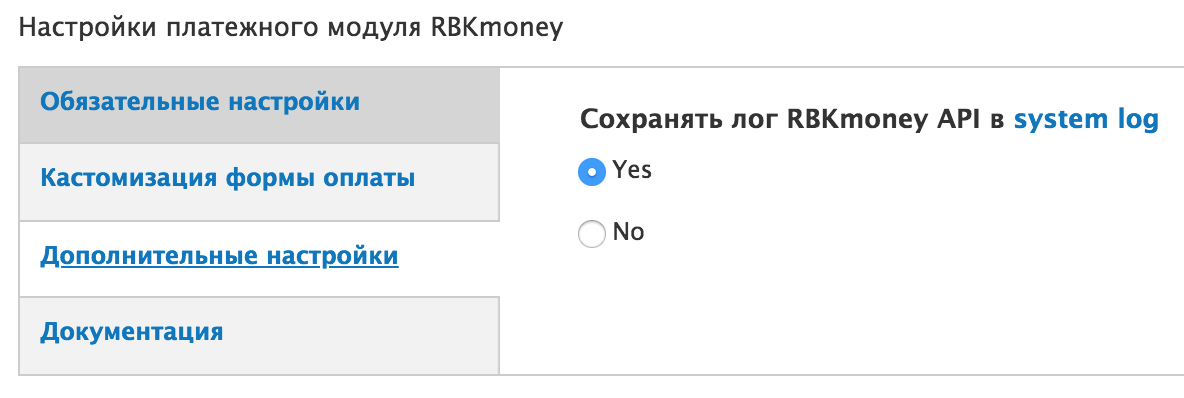 Настройки платежного модуля RBKmoney
Обязательные настройки
Кастомизация формы оплаты
Дополнительные настройки
Документация
Сохранять лог RBKmoney API в system log
Yes
No